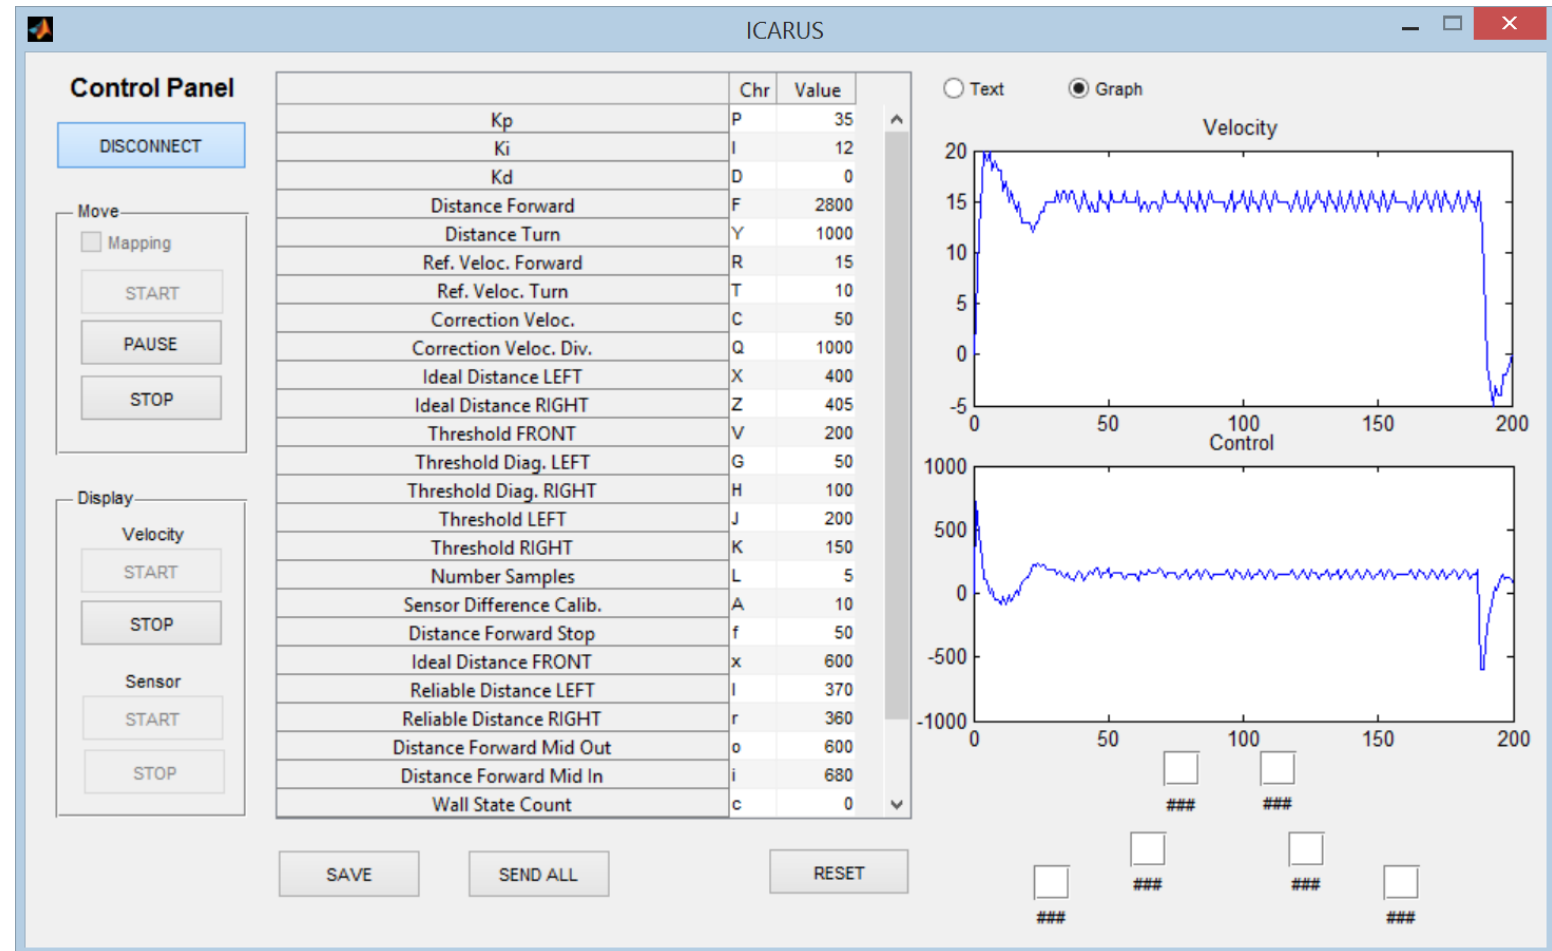 ICARUS
Control Panel
DISCONNECT
Move
Mapping
START
PAUSE
STOP
Display
Velocity
START
STOP
Sensor
START
STOP
Chr Value
Kp P 35
Ki I 12
Kd D 0
Distance Forward F 2800
Distance Turn Y 1000
Ref. Veloc. Forward R 15
Ref. Veloc. Turn T 10
Correction Veloc. C 50
Correction Veloc. Div. Q 1000
Ideal Distance LEFT X 400
Ideal Distance RIGHT Z 405
Threshold FRONT V 200
Threshold Diag. LEFT G 50
Threshold Diag. RIGHT H 100
Threshold LEFT J 200
Threshold RIGHT K 150
Number Samples L 5
Sensor Difference Calib. A 10
Distance Forward Stop f 50
Ideal Distance FRONT x 600
Reliable Distance LEFT l 370
Reliable Distance RIGHT r 360
Distance Forward Mid Out o 600
Distance Forward Mid In i 680
Wall State Count c 0
SAVE SEND ALL RESET
Text Graph
Velocity
20
15
10
5
0
-5
0 50 100 150 200
Control
1000
500
0
-500
-1000
0 50 100 150 200
### ###
### ###
### ###